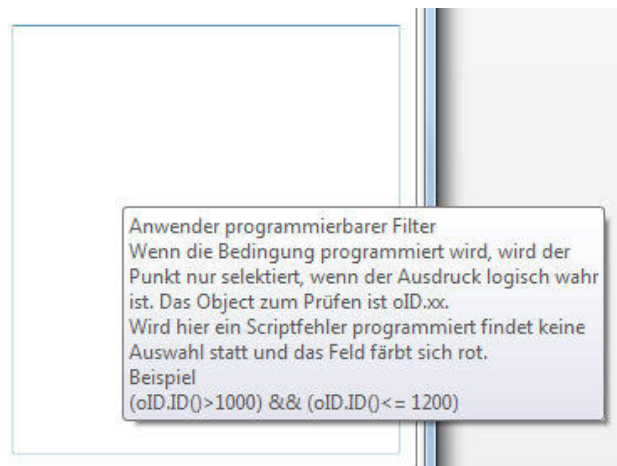 Anwender programmierbarer Filter
Wenn die Bedingung programmiert wird, wird der
Punkt nur selektiert, wenn der Ausdruck logisch wahr
ist. Das Object zum Prüfen ist oID.xx.
Wird hier ein Scriptfehler programmiert findet keine
Auswahl statt und das Feld färbt sich rot.
Beispiel
(oID.ID()>1000) && (oID.ID()<= 1200)